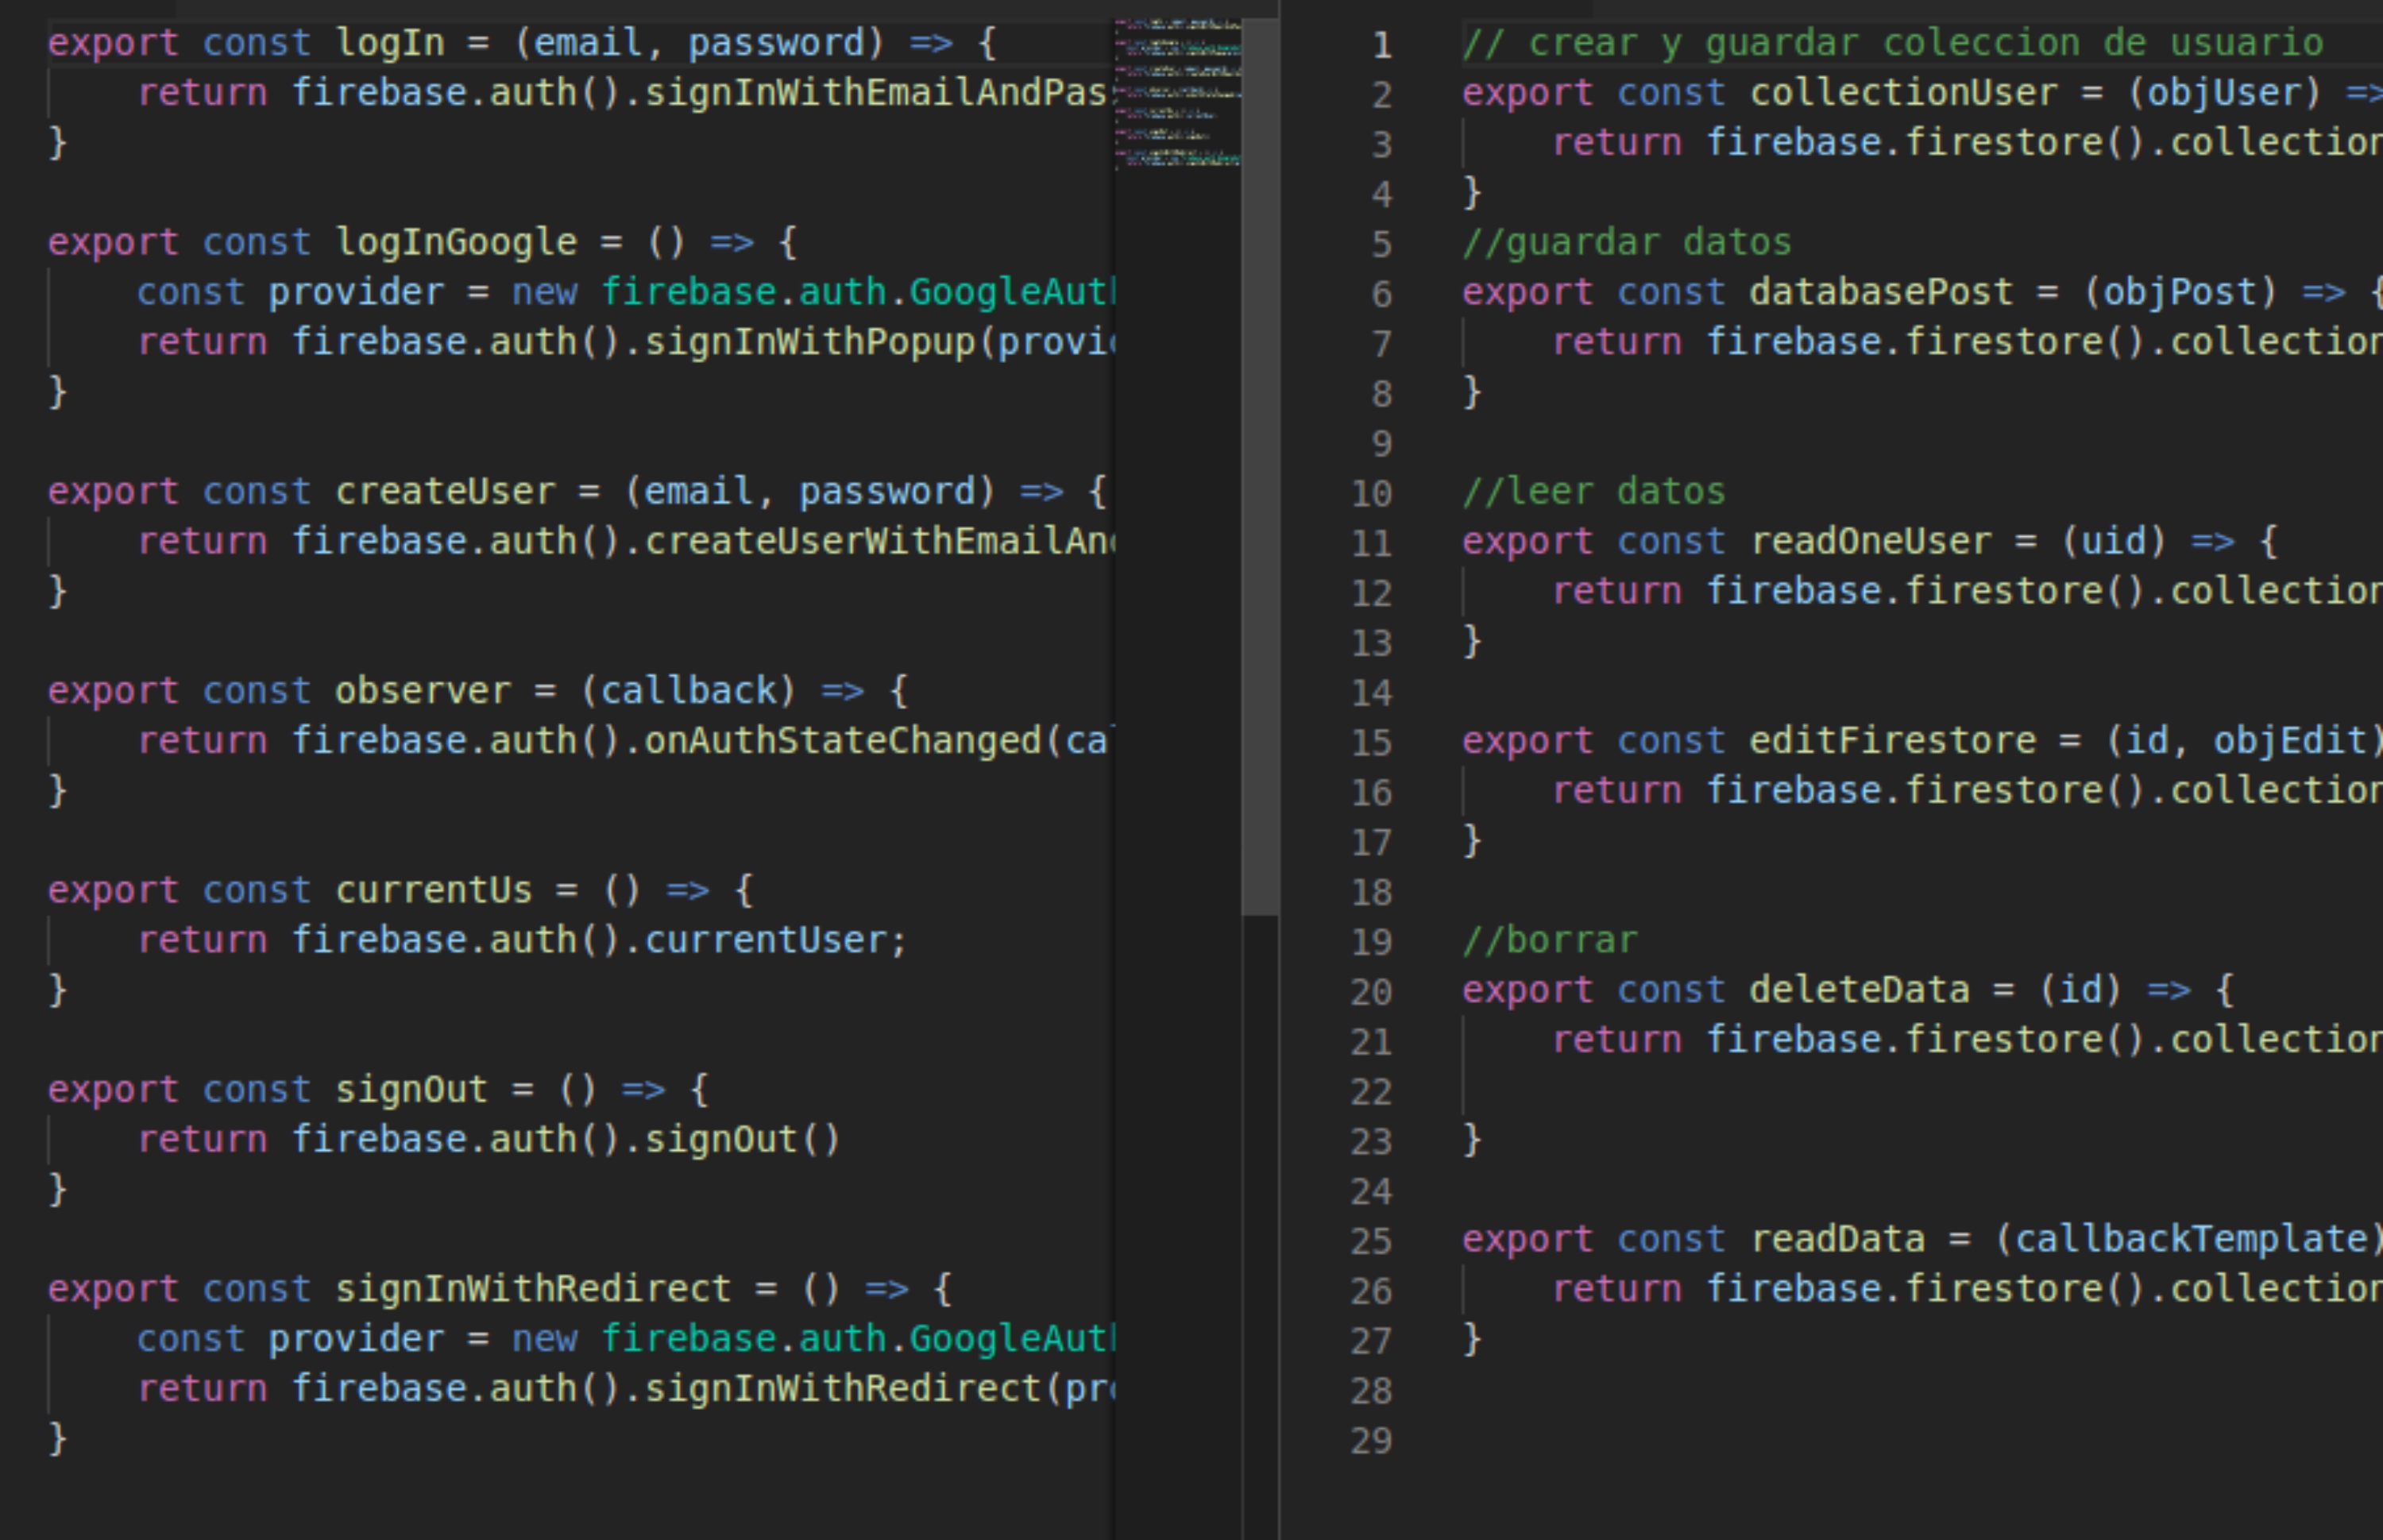 export const logIn = (email, password) => {
    return firebase.auth().signInWithEmailAndPas
}

export const logInGoogle = () => {
    const provider = new firebase.auth.GoogleAut
    return firebase.auth().signInWithPopup(provi
}

export const createUser = (email, password) => {
    return firebase.auth().createUserWithEmailAn
}

export const observer = (callback) => {
    return firebase.auth().onAuthStateChanged(ca
}

export const currentUs = () => {
    return firebase.auth().currentUser;
}

export const signOut = () => {
    return firebase.auth().signOut()
}

export const signInWithRedirect = () => {
    const provider = new firebase.auth.GoogleAut
    return firebase.auth().signInWithRedirect(pr
}

1 // crear y guardar coleccion de usuario
2 export const collectionUser = (objUser) =>
3     return firebase.firestore().collection
4 }
5 //guardar datos
6 export const databasePost = (objPost) => {
7     return firebase.firestore().collection
8 }
9
10 //leer datos
11 export const readOneUser = (uid) => {
12     return firebase.firestore().collection
13 }
14
15 export const editFirestore = (id, objEdit)
16     return firebase.firestore().collection
17 }
18
19 //borrar
20 export const deleteData = (id) => {
21     return firebase.firestore().collection
22
23 }
24
25 export const readData = (callbackTemplate)
26     return firebase.firestore().collection
27 }
28
29